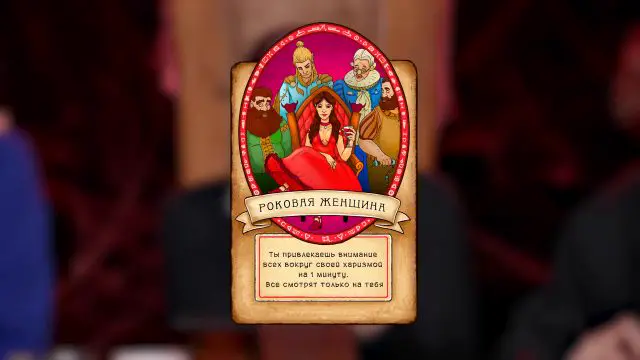 РОКОВАЯ ЖЕНЩИНА
Ты привлекаешь внимание
всех вокруг своей харизмой
на 1 минуту.
Все смотрят только на тебя